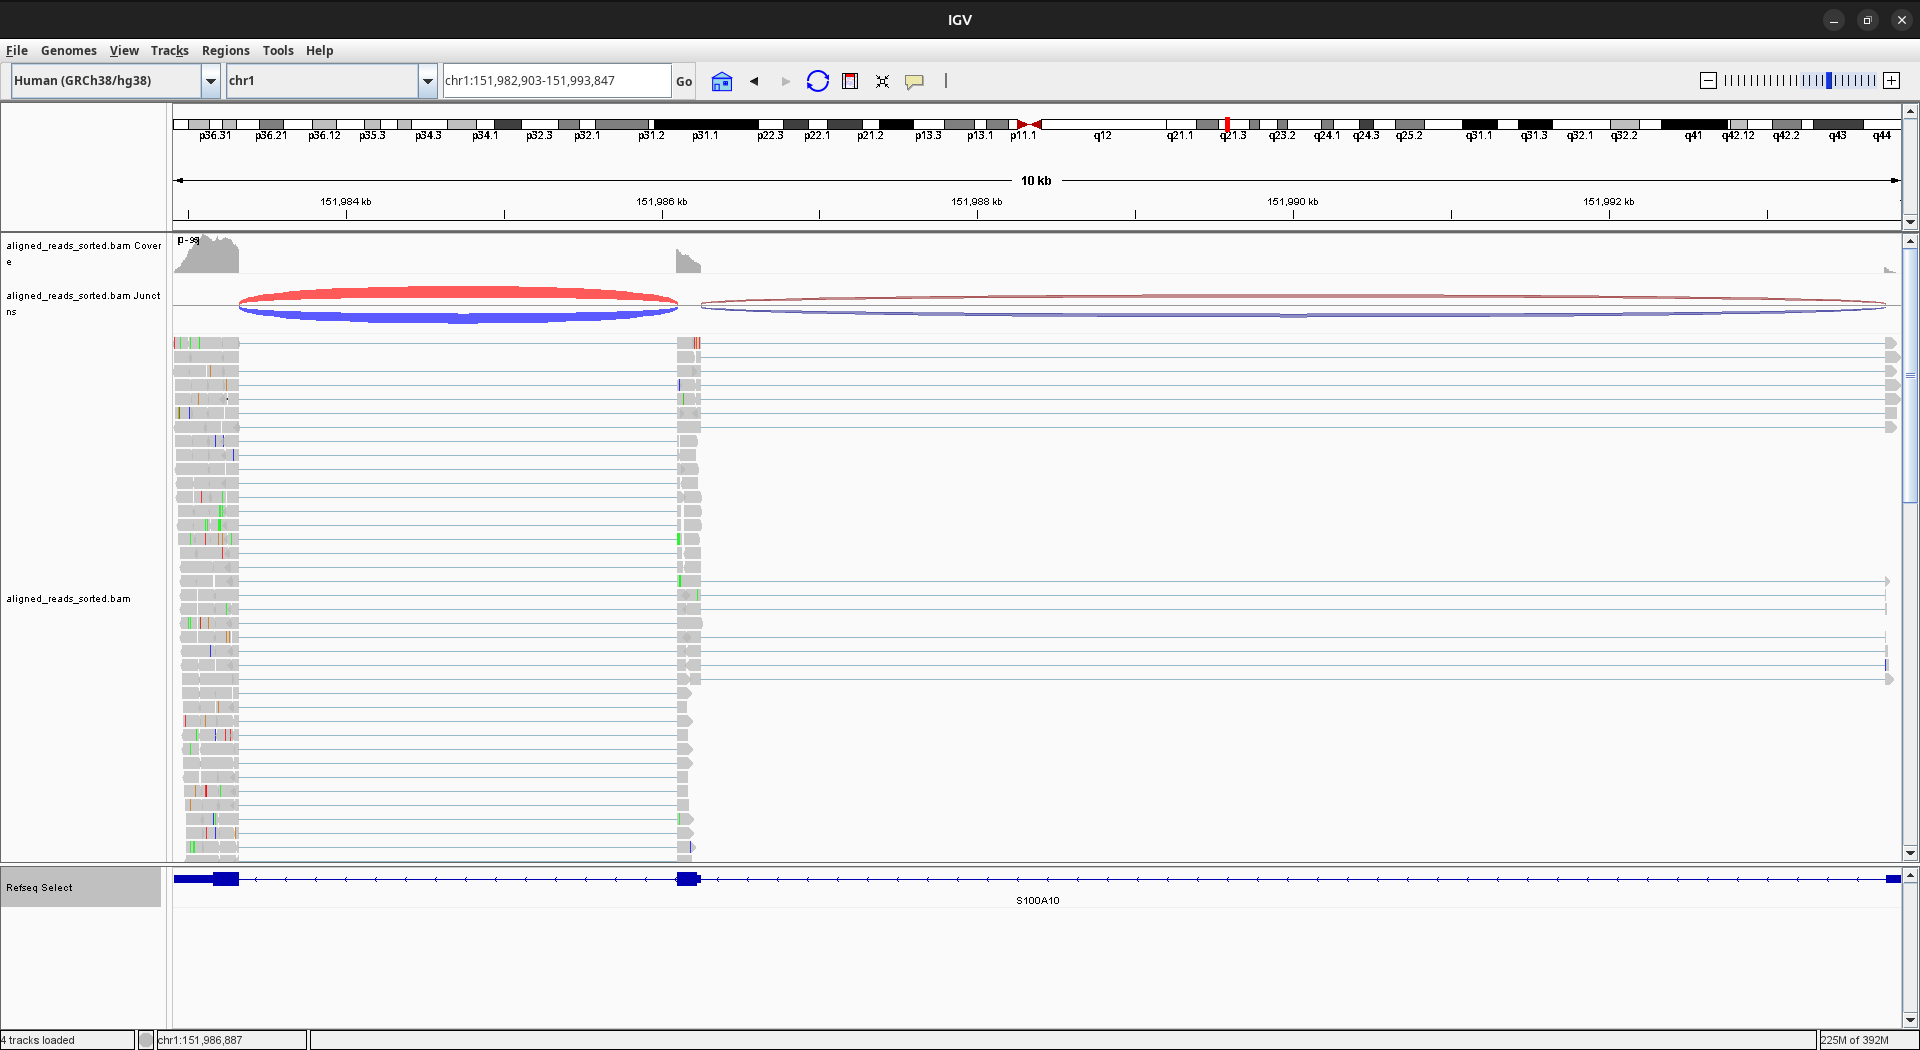 IGV
File Genomes View Tracks Regions Tools Help
Human (GRCh38/hg38) chr1 chr1:151,982,903-151,993,847 Go
p36.31 p36.21 p36.12 p35.3 p34.3 p34.1 p32.3 p32.1 p31.2 p31.1 p22.3 p22.1 p21.2 p13.3 p13.1 p11.1 q12 q21.1 q21.3 q23.2 q24.1 q24.3 q25.2 q31.1 q31.3 q32.1 q32.2 q41 q42.12 q42.2 q43 q44
10 kb
151,984 kb 151,986 kb 151,988 kb 151,990 kb 151,992 kb
aligned_reads_sorted.bam Cover
e
aligned_reads_sorted.bam Junct
ns
aligned_reads_sorted.bam
Refseq Select
S100A10
4 tracks loaded chr1:151,986,887 225M of 392M